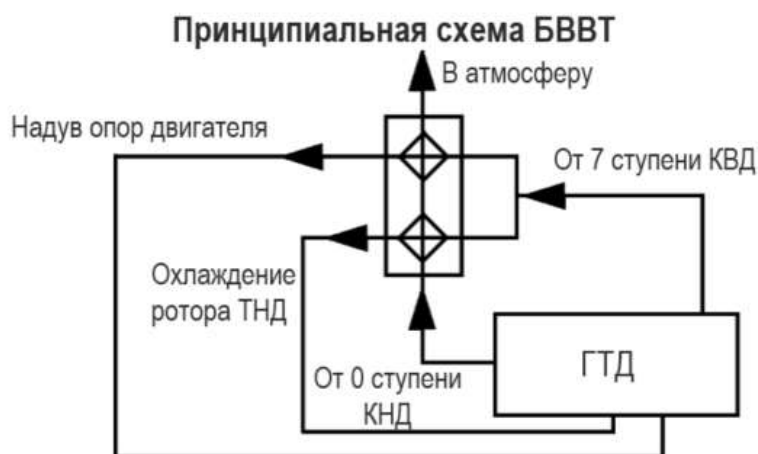 Принципиальная схема БВВТ
В атмосферу
Надув опор двигателя
От 7 ступени КВД
Охлаждение
ротора ТНД
От 0 ступени
КНД
ГТД